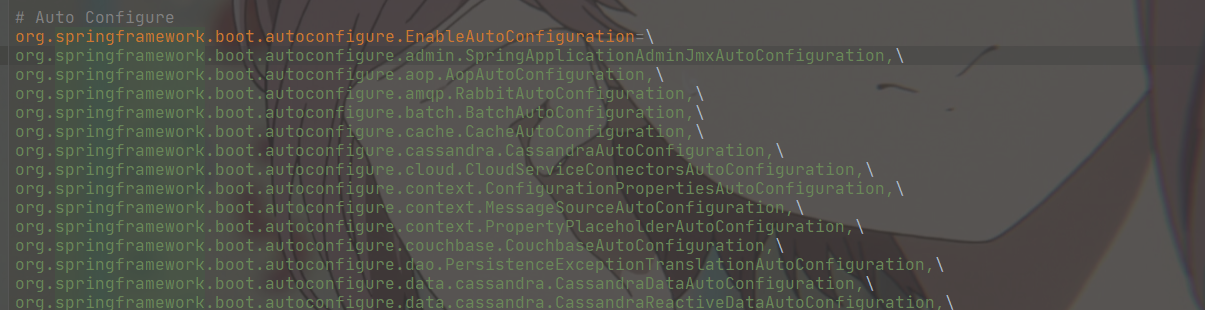 # Auto Configure
org.springframework.boot.autoconfigure.EnableAutoConfiguration=\
org.springframework.boot.autoconfigure.admin.SpringApplicationAdminJmxAutoConfiguration,\
org.springframework.boot.autoconfigure.aop.AopAutoConfiguration,\
org.springframework.boot.autoconfigure.amqp.RabbitAutoConfiguration,\
org.springframework.boot.autoconfigure.batch.BatchAutoConfiguration,\
org.springframework.boot.autoconfigure.cache.CacheAutoConfiguration,\
org.springframework.boot.autoconfigure.cassandra.CassandraAutoConfiguration,\
org.springframework.boot.autoconfigure.cloud.CloudServiceConnectorsAutoConfiguration,\
org.springframework.boot.autoconfigure.context.ConfigurationPropertiesAutoConfiguration,\
org.springframework.boot.autoconfigure.context.MessageSourceAutoConfiguration,\
org.springframework.boot.autoconfigure.context.PropertyPlaceholderAutoConfiguration,\
org.springframework.boot.autoconfigure.couchbase.CouchbaseAutoConfiguration,\
org.springframework.boot.autoconfigure.dao.PersistenceExceptionTranslationAutoConfiguration,\
org.springframework.boot.autoconfigure.data.cassandra.CassandraDataAutoConfiguration,\
org.springframework.boot.autoconfigure.data.cassandra.CassandraReactiveDataAutoConfiguration,\